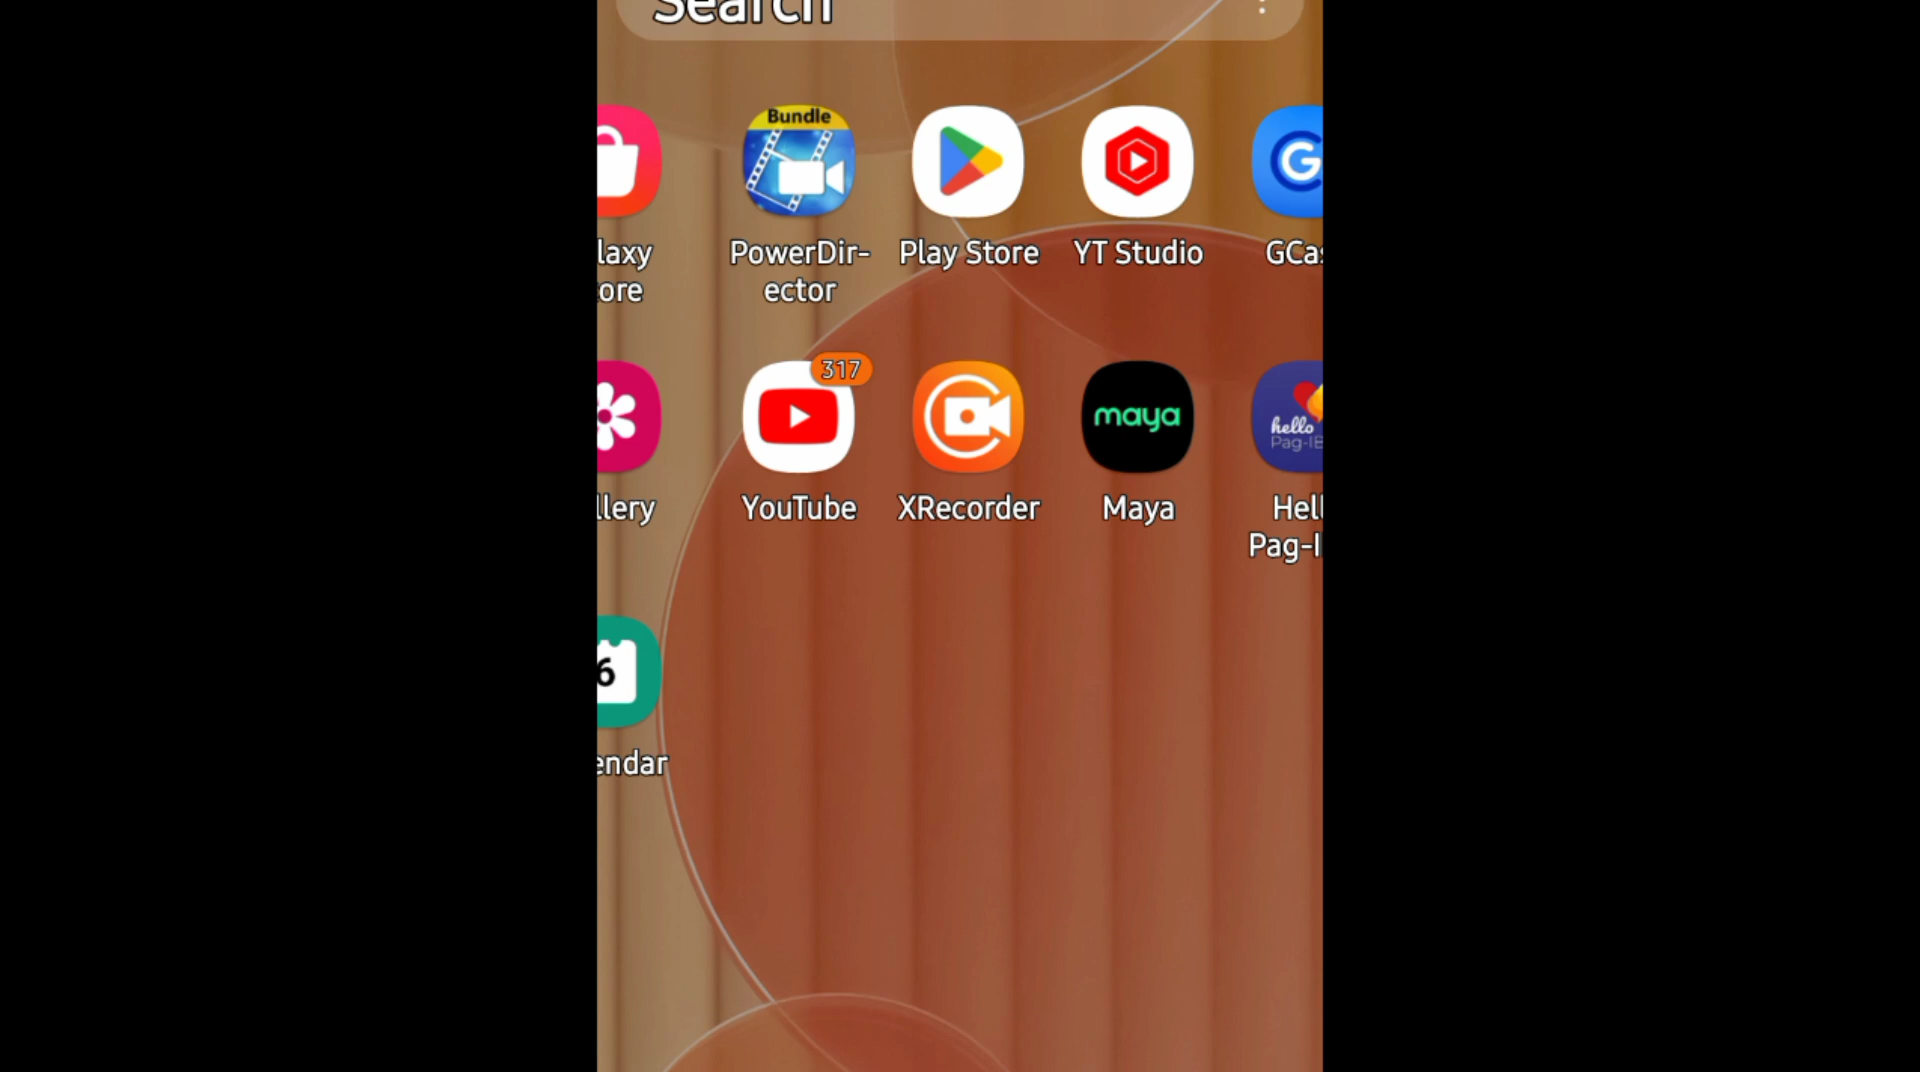 Search
Bundle
laxy PowerDir- Play Store YT Studio GCas
ore ector
317
maya
hello
Pag-IB
llery YouTube XRecorder Maya Hell
Pag-I
6
endar